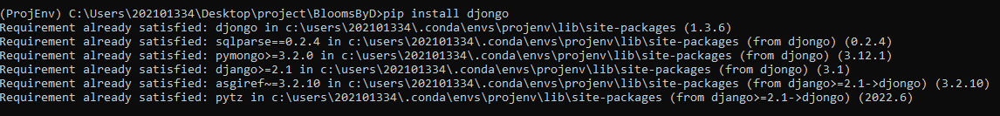 (ProjEnv) C:\Users\202101334\Desktop\project\BloomsByD>pip install djongo
Requirement already satisfied: djongo in c:\users\202101334\.conda\envs\projenv\lib\site-packages (1.3.6)
Requirement already satisfied: sqlparse==0.2.4 in c:\users\202101334\.conda\envs\projenv\lib\site-packages (from djongo) (0.2.4)
Requirement already satisfied: pymongo>=3.2.0 in c:\users\202101334\.conda\envs\projenv\lib\site-packages (from djongo) (3.12.1)
Requirement already satisfied: django>=2.1 in c:\users\202101334\.conda\envs\projenv\lib\site-packages (from djongo) (3.1)
Requirement already satisfied: asgiref~=3.2.10 in c:\users\202101334\.conda\envs\projenv\lib\site-packages (from django>=2.1->djongo) (3.2.10)
Requirement already satisfied: pytz in c:\users\202101334\.conda\envs\projenv\lib\site-packages (from django>=2.1->djongo) (2022.6)